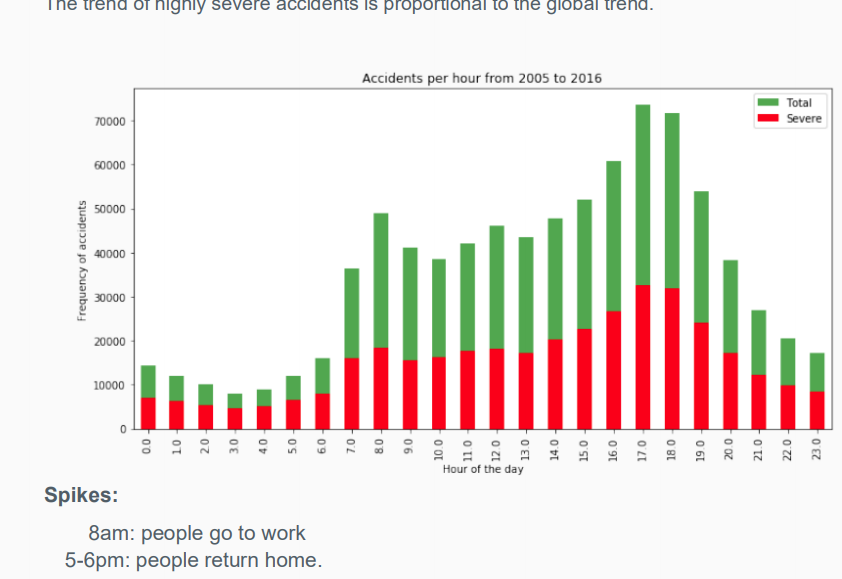 The trend of highly severe accidents is proportional to the global trend.
Accidents per hour from 2005 to 2016
Total
Severe
70000
60000
50000
40000
30000
20000
10000
0
Frequency of accidents
0.0 1.0 2.0 3.0 4.0 5.0 6.0 7.0 8.0 9.0 10.0 11.0 12.0 13.0 14.0 15.0 16.0 17.0 18.0 19.0 20.0 21.0 22.0 23.0
Hour of the day
Spikes:
8am: people go to work
5-6pm: people return home.